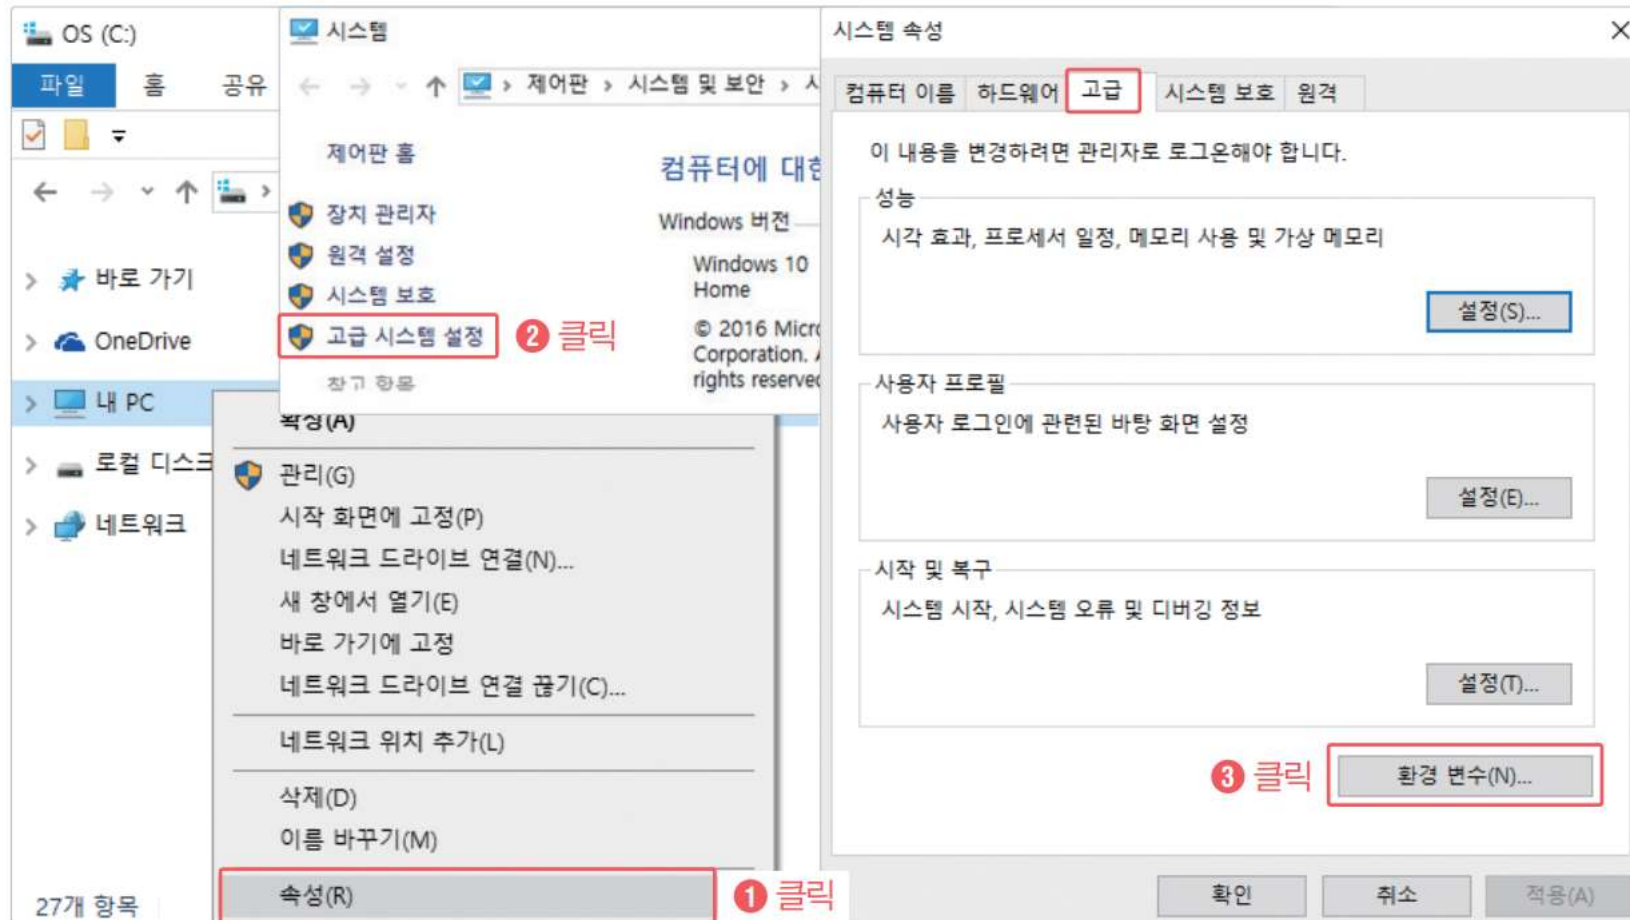 OS (C:)
파일 홈 공유
바로 가기
OneDrive
내 PC
로컬 디스크
네트워크
27개 항목
시스템
제어판 > 시스템 및 보안 >
제어판 홈
장치 관리자
원격 설정
시스템 보호
고급 시스템 설정
② 클릭
참고 항목
컴퓨터에 대한
Windows 버전
Windows 10
Home
© 2016 Micro
Corporation.
rights reserved
확장(A)
관리(G)
시작 화면에 고정(P)
네트워크 드라이브 연결(N)...
새 창에서 열기(E)
바로 가기에 고정
네트워크 드라이브 연결 끊기(C)...
네트워크 위치 추가(L)
삭제(D)
이름 바꾸기(M)
속성(R)
① 클릭
시스템 속성
컴퓨터 이름 하드웨어 고급 시스템 보호 원격
이 내용을 변경하려면 관리자로 로그온해야 합니다.
성능
시각 효과, 프로세서 일정, 메모리 사용 및 가상 메모리
설정(S)...
사용자 프로필
사용자 로그인에 관련된 바탕 화면 설정
설정(E)...
시작 및 복구
시스템 시작, 시스템 오류 및 디버깅 정보
설정(T)...
③ 클릭
환경 변수(N)...
확인 취소 적용(A)